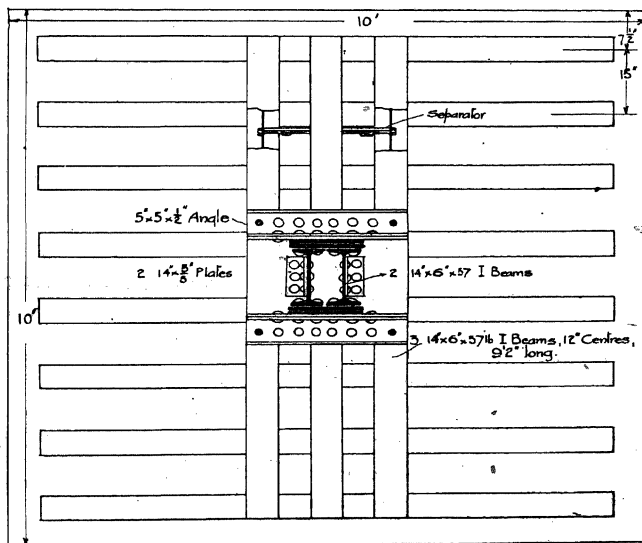 10'
7½"
15"
Separator
5"x5"x½" Angle
2 14"x⅝" Plates
2 14"x6"x57 I Beams
10'
3 14"x6"x57lb I Beams, 12" Centres,
9'2" long.